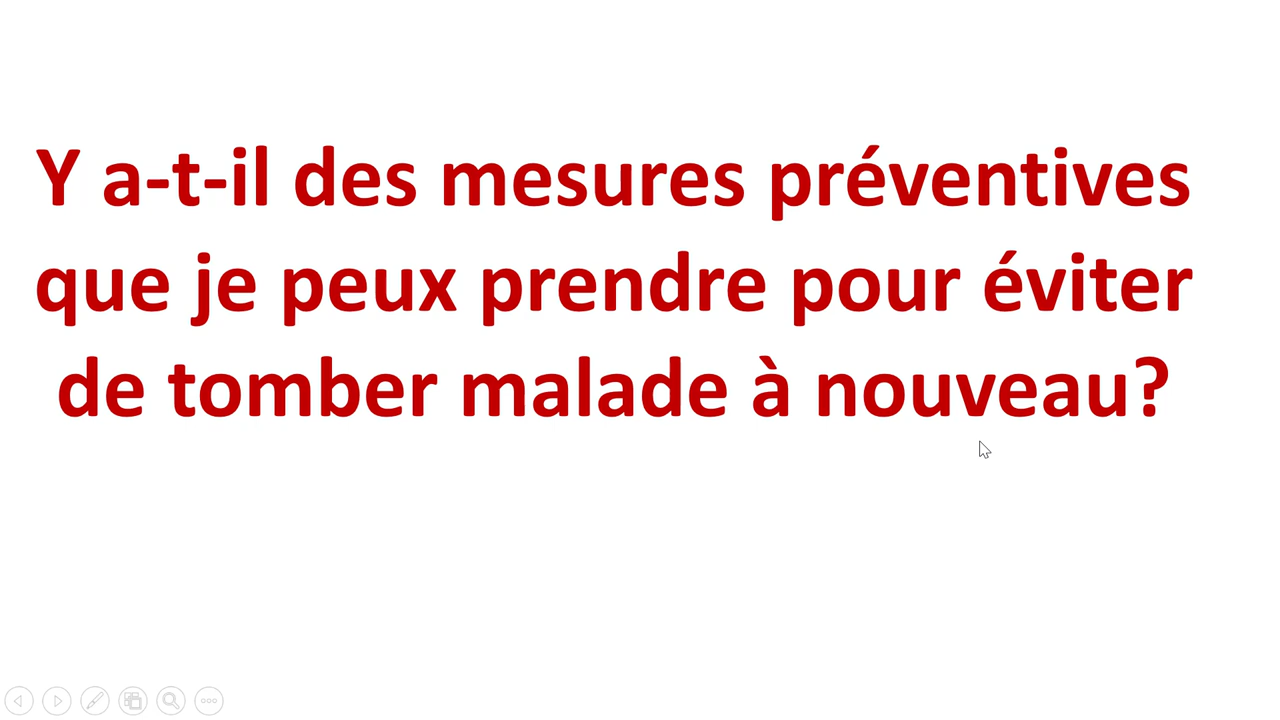 Y a-t-il des mesures préventives
que je peux prendre pour éviter
de tomber malade à nouveau?